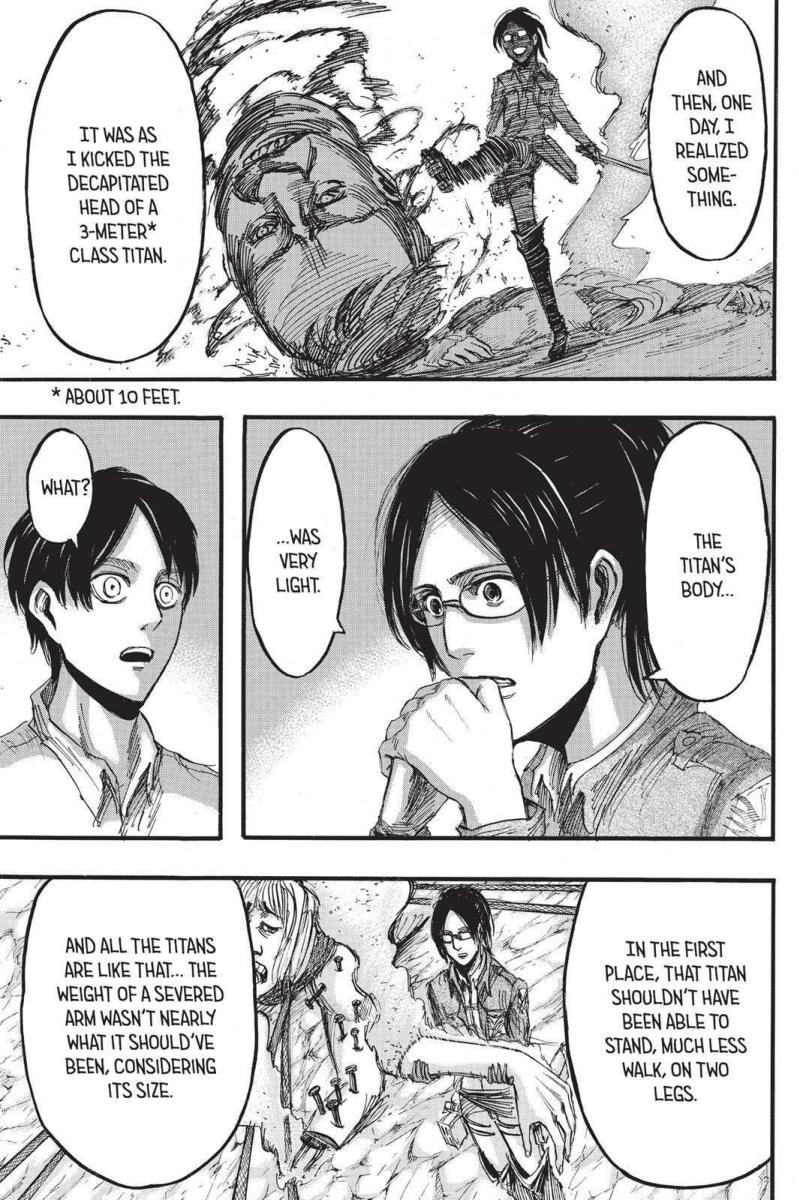 AND
THEN, ONE
DAY, I
REALIZED
SOME-
THING.
IT WAS AS
I KICKED THE
DECAPITATED
HEAD OF A
3-METER*
CLASS TITAN.
* ABOUT 10 FEET.
THE
TITAN'S
BODY...
...WAS
VERY
LIGHT.
WHAT?
IN THE FIRST
PLACE, THAT TITAN
SHOULDN'T HAVE
BEEN ABLE TO
STAND, MUCH LESS
WALK, ON TWO
LEGS.
AND ALL THE TITANS
ARE LIKE THAT... THE
WEIGHT OF A SEVERED
ARM WASN'T NEARLY
WHAT IT SHOULD'VE
BEEN, CONSIDERING
ITS SIZE.